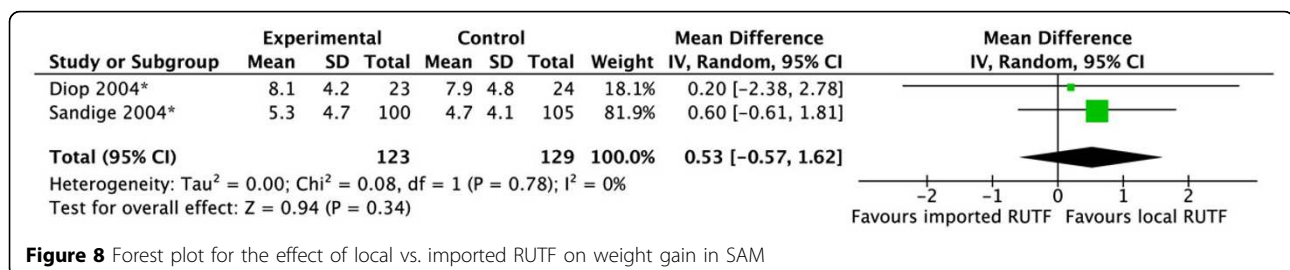 Experimental Control Mean Difference Mean Difference
Study or Subgroup Mean SD Total Mean SD Total Weight IV, Random, 95% CI IV, Random, 95% CI
Diop 2004* 8.1 4.2 23 7.9 4.8 24 18.1% 0.20 [-2.38, 2.78]
Sandige 2004* 5.3 4.7 100 4.7 4.1 105 81.9% 0.60 [-0.61, 1.81]
Total (95% CI) 123 129 100.0% 0.53 [-0.57, 1.62]
Heterogeneity: Tau² = 0.00; Chi² = 0.08, df = 1 (P = 0.78); I² = 0%
Test for overall effect: Z = 0.94 (P = 0.34)
-2 -1 0 1 2
Favours imported RUTF Favours local RUTF
Figure 8 Forest plot for the effect of local vs. imported RUTF on weight gain in SAM